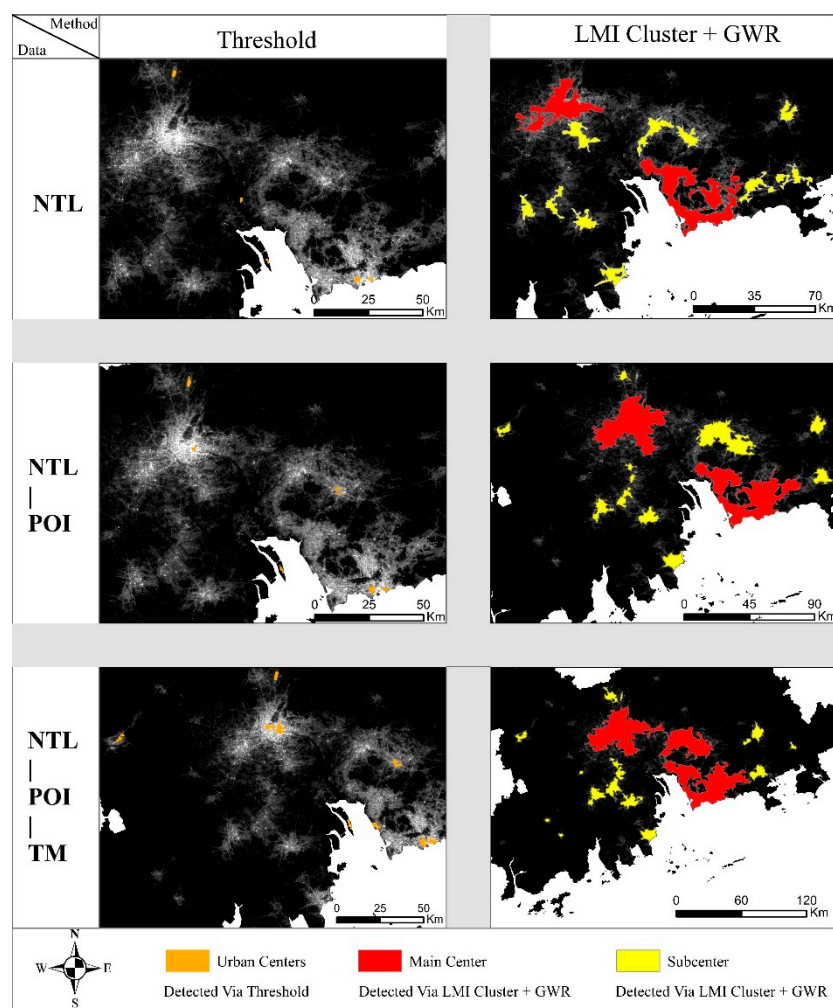 Method
Data
Threshold
LMI Cluster + GWR
NTL
0 25 50
Km
0 35 70
Km
NTL
|
POI
0 25 50
Km
0 45 90
Km
NTL
|
POI
|
TM
0 25 50
Km
0 60 120
Km
N
W E
S
Urban Centers
Detected Via Threshold
Main Center
Detected Via LMI Cluster + GWR
Subcenter
Detected Via LMI Cluster + GWR